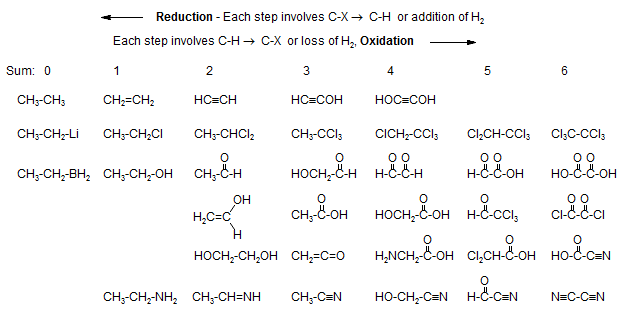 Reduction - Each step involves C-X → C-H or addition of H₂
Each step involves C-H → C-X or loss of H₂, Oxidation
Sum: 0 1 2 3 4 5 6
CH₃-CH₃ CH₂=CH₂ HC≡CH HC≡COH HOC≡COH
CH₃-CH₂-Li CH₃-CH₂Cl CH₃-CHCl₂ CH₃-CCl₃ ClCH₂-CCl₃ Cl₂CH-CCl₃ Cl₃C-CCl₃
O O O O O O O O
CH₃-CH₂-BH₂ CH₃-CH₂-OH CH₃-C-H HOCH₂-C-H H-C-C-H H-C-C-OH HO-C-C-OH
OH O O O O O
H₂C=C CH₃-C-OH HOCH₂-C-OH H-C-CCl₃ Cl-C-C-Cl
H O O O
HOCH₂-CH₂OH CH₂=C=O H₂NCH₂-C-OH Cl₂CH-C-OH HO-C-C≡N
O
CH₃-CH₂-NH₂ CH₃-CH=NH CH₃-C≡N HO-CH₂-C≡N H-C-C≡N N≡C-C≡N